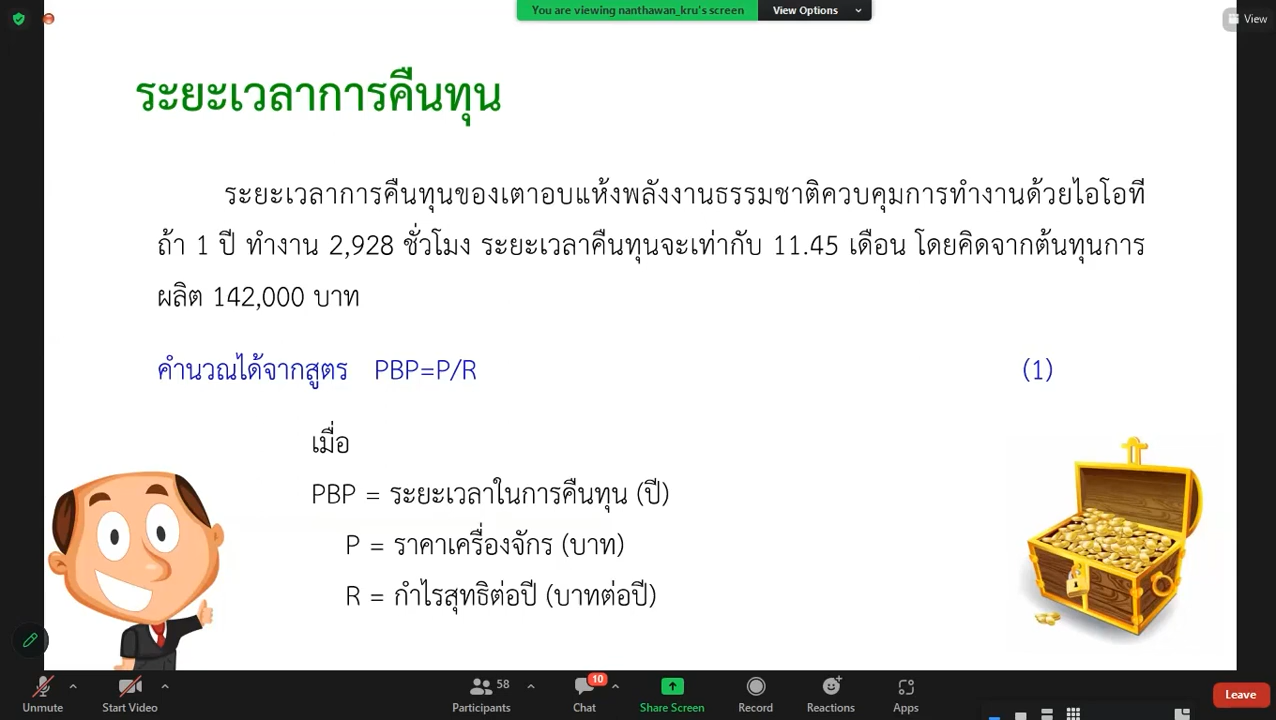 You are viewing nanthawan_kru's screen
View Options
View
ระยะเวลาการคืนทุน
ระยะเวลาการคืนทุนของเตาอบแห้งพลังงานธรรมชาติควบคุมการทำงานด้วยไอโอที
ถ้า 1 ปี ทำงาน 2,928 ชั่วโมง ระยะเวลาคืนทุนจะเท่ากับ 11.45 เดือน โดยคิดจากต้นทุนการ
ผลิต 142,000 บาท
คำนวณได้จากสูตร PBP=P/R (1)
เมื่อ
PBP = ระยะเวลาในการคืนทุน (ปี)
P = ราคาเครื่องจักร (บาท)
R = กำไรสุทธิต่อปี (บาทต่อปี)
58
10
Unmute
Start Video
Participants
Chat
Share Screen
Record
Reactions
Apps
Leave